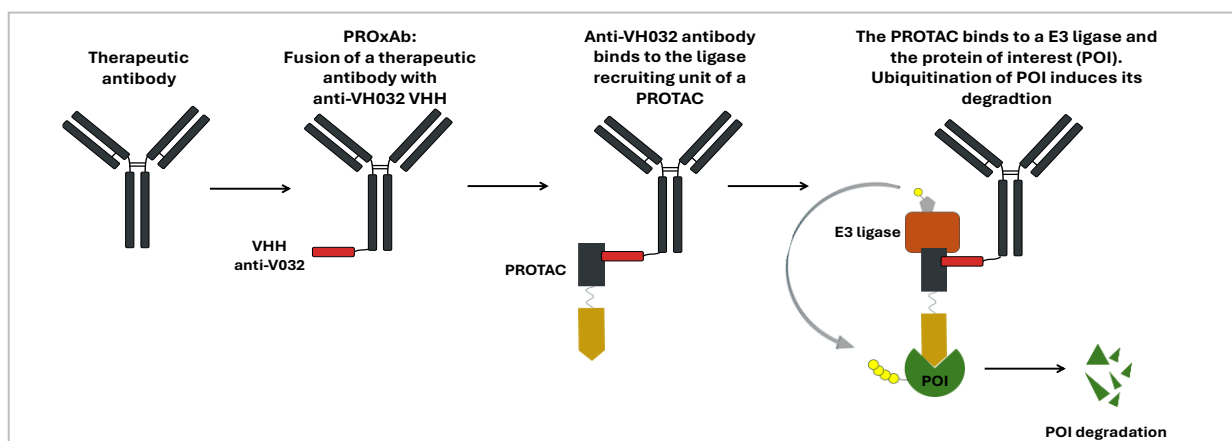 Therapeutic
antibody
PROxAb:
Fusion of a therapeutic
antibody with
anti-VH032 VHH
Anti-VH032 antibody
binds to the ligase
recruiting unit of a
PROTAC
The PROTAC binds to a E3 ligase and
the protein of interest (POI).
Ubiquitination of POI induces its
degradtion
VHH
anti-V032
PROTAC
E3 ligase
POI
POI degradation